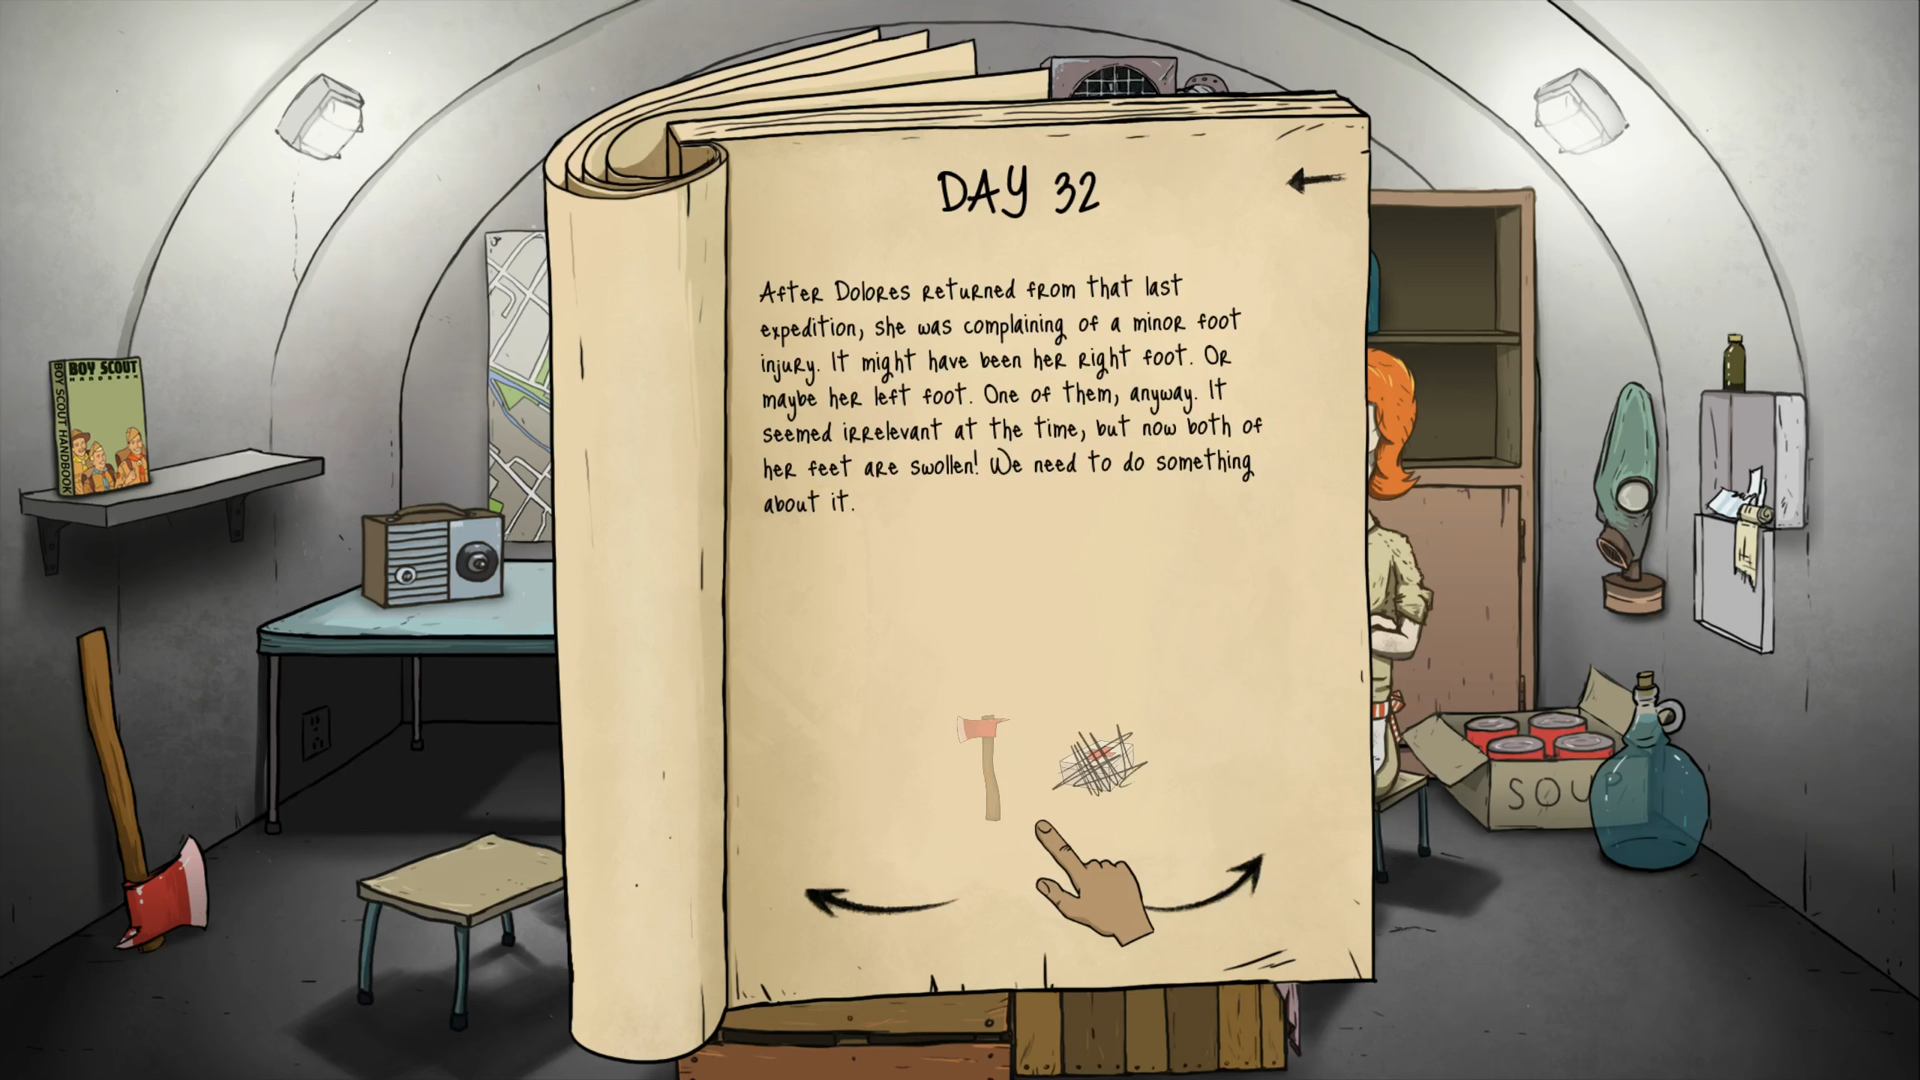 DAY 32
After Dolores returned from that last
expedition, she was complaining of a minor foot
injury. It might have been her right foot. Or
maybe her left foot. One of them, anyway. It
seemed irrelevant at the time, but now both of
her feet are swollen! We need to do something
about it.
BOY SCOUT
HANDBOOK
BOY SCOUT HANDBOOK
SOUP